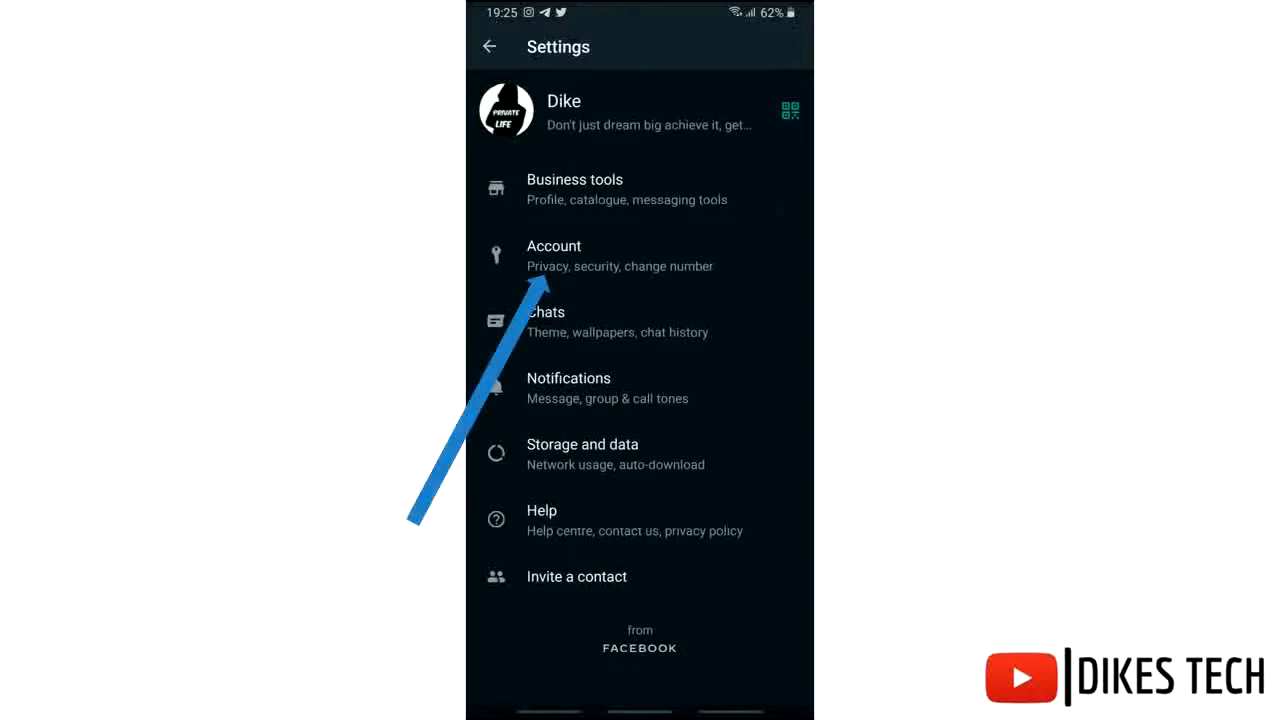 19:25 62%
Settings
PRIVATE
LIFE
Dike
Don't just dream big achieve it, get...
Business tools
Profile, catalogue, messaging tools
Account
Privacy, security, change number
Chats
Theme, wallpapers, chat history
Notifications
Message, group & call tones
Storage and data
Network usage, auto-download
Help
Help centre, contact us, privacy policy
Invite a contact
from
FACEBOOK
DIKES TECH